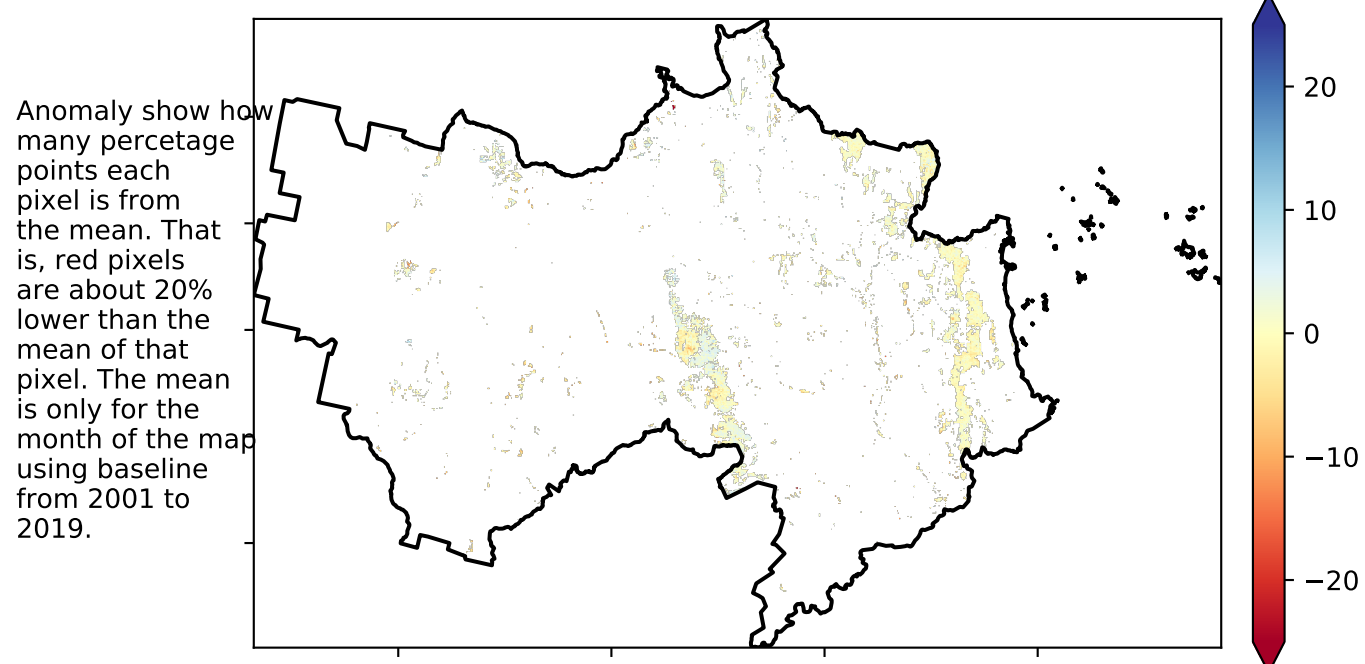 Anomaly show how
many percetage
points each
pixel is from
the mean. That
is, red pixels
are about 20%
lower than the
mean of that
pixel. The mean
is only for the
month of the map
using baseline
from 2001 to
2019.
20
10
0
−10
−20